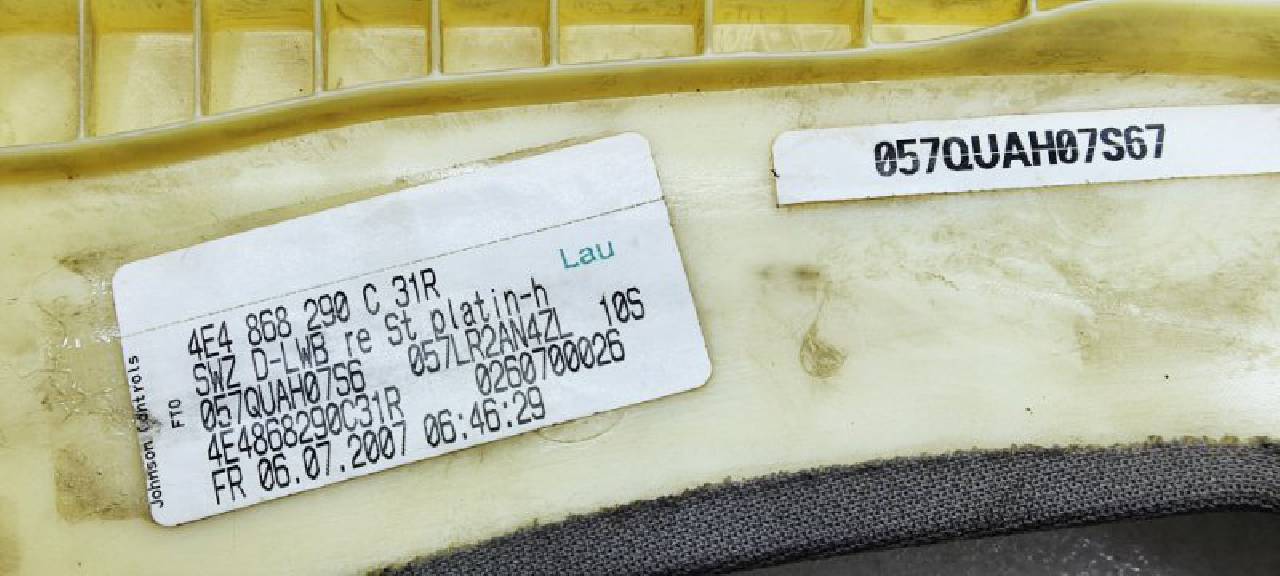 Lau
4E4 868 290 C 31R
SWZ D-LWB re St platin-h
057QUAH07S6 057LR2AN4ZL 10S
4E4868290C31R 0260700026
FR 06.07.2007 06:46:29
Johnson Controls
FTO
057QUAH07S67